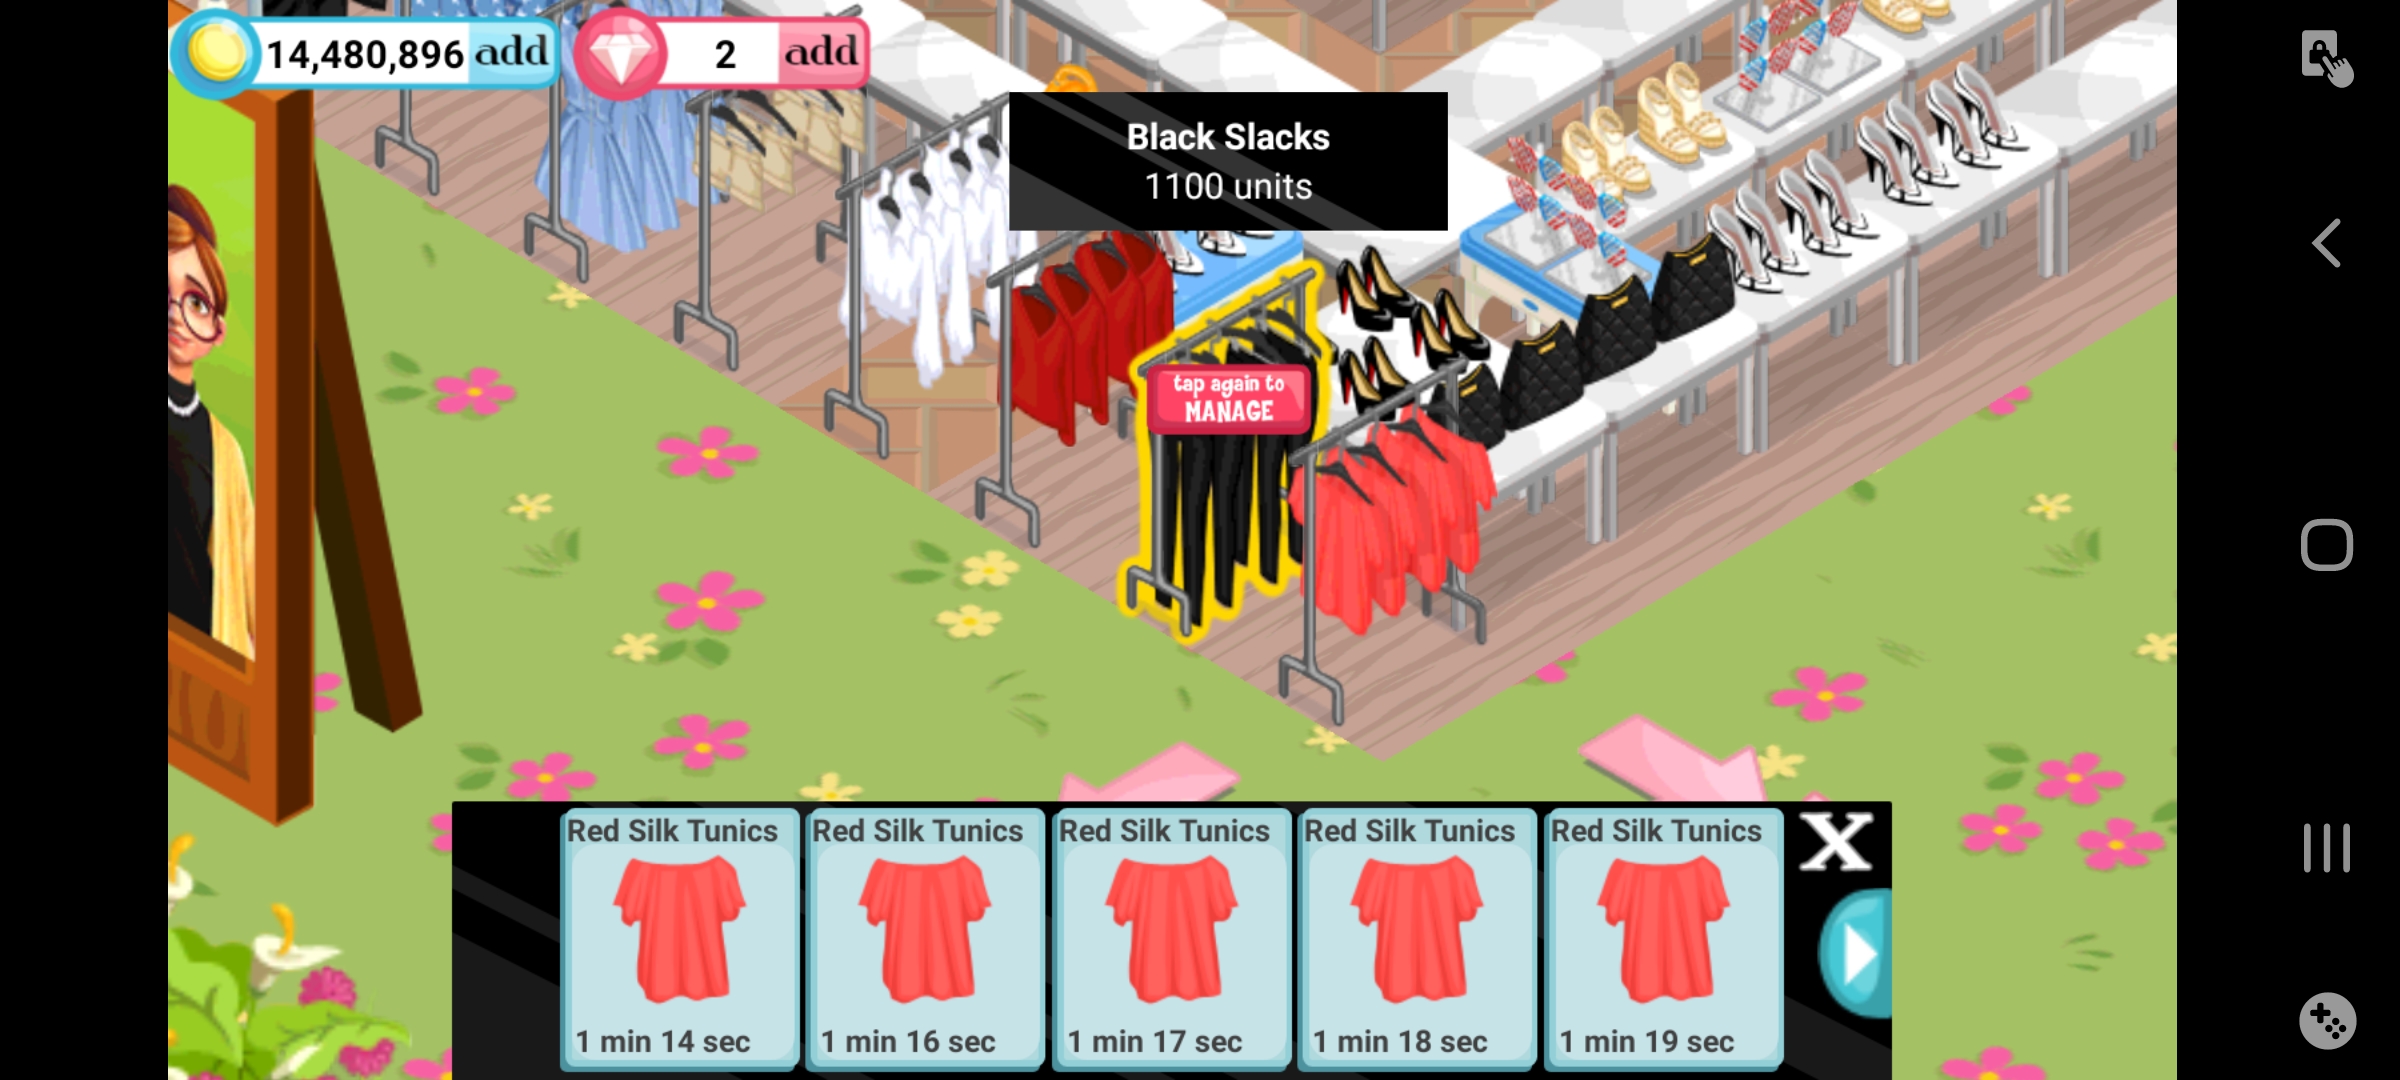 14,480,896 add
2 add
Black Slacks
1100 units
tap again to
MANAGE
Red Silk Tunics
1 min 14 sec
Red Silk Tunics
1 min 16 sec
Red Silk Tunics
1 min 17 sec
Red Silk Tunics
1 min 18 sec
Red Silk Tunics
1 min 19 sec
X